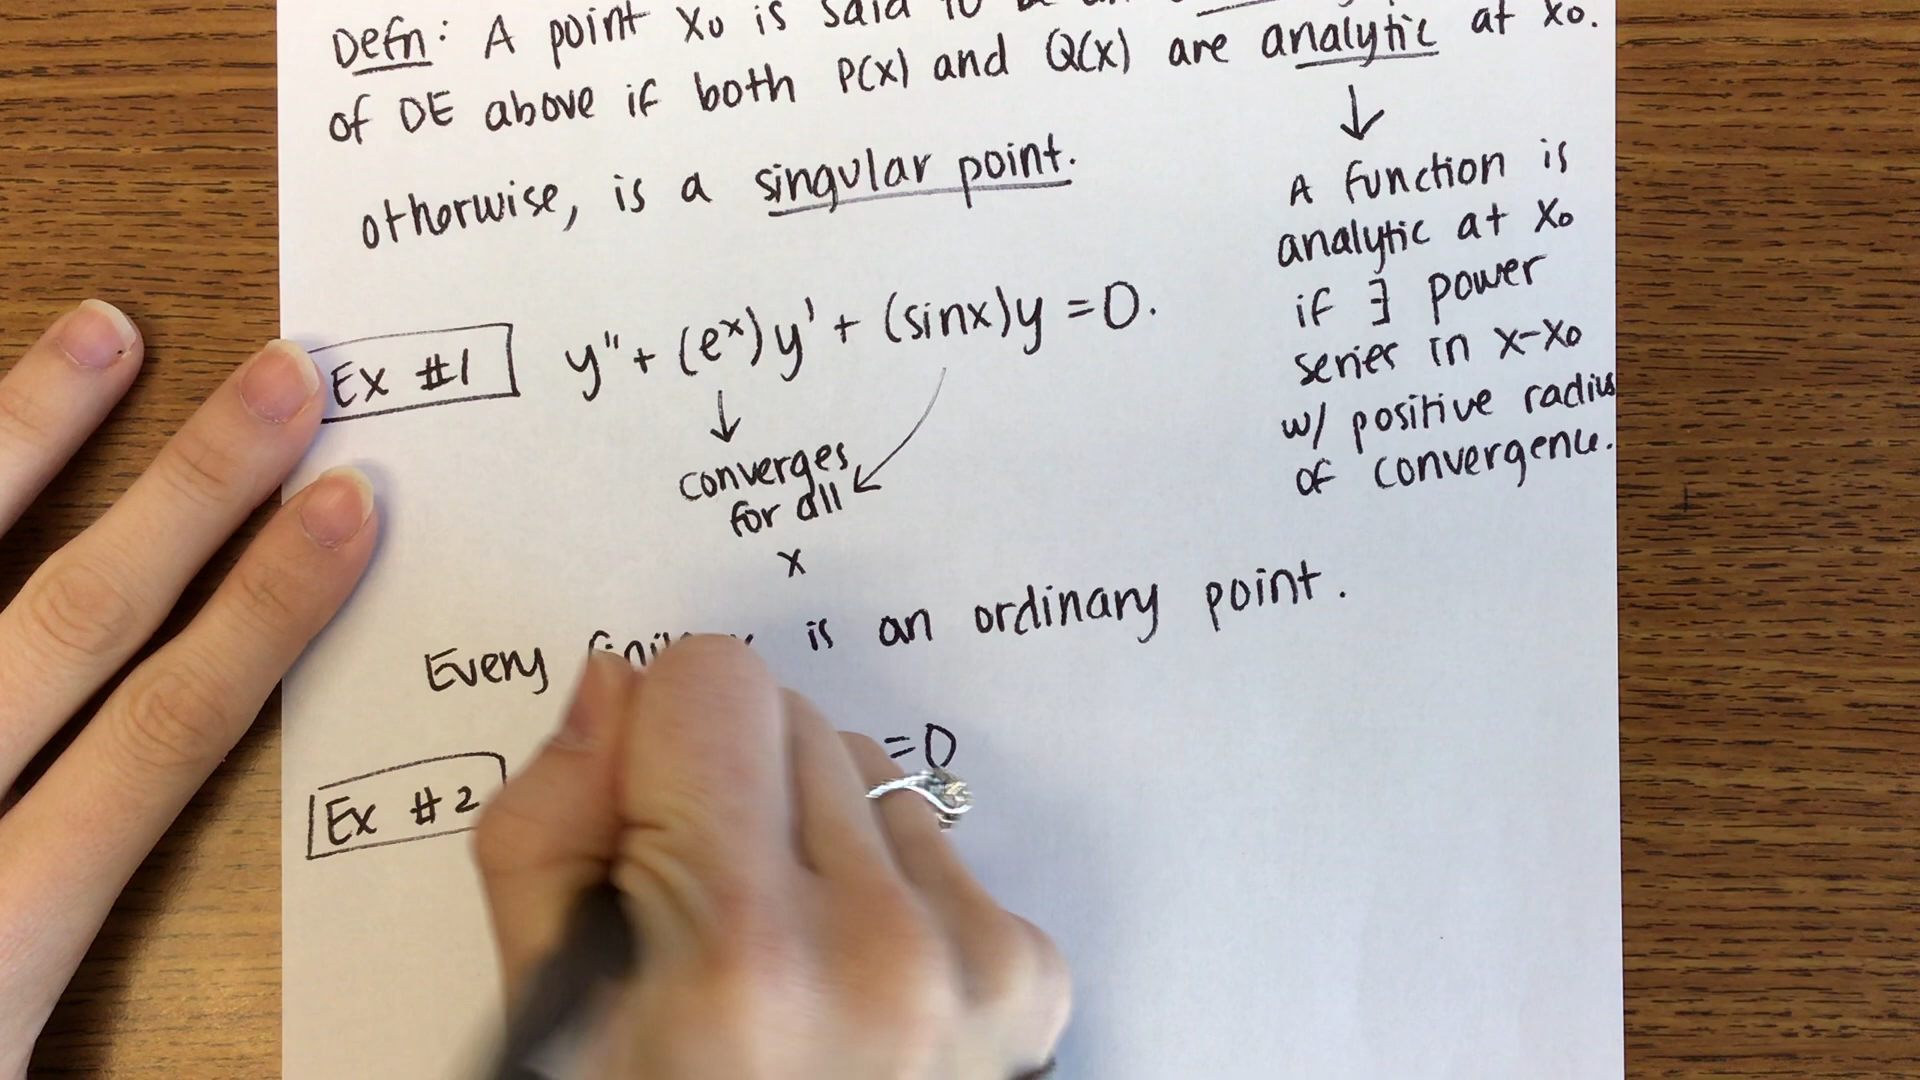 Defn: A point x₀ is said to
of DE above if both P(x) and Q(x) are analytic at x₀.
otherwise, is a singular point.
↓
A function is
analytic at x₀
if ∃ power
series in x-x₀
w/ positive radius
of convergence.
Ex #1 y" + (eˣ)y' + (sinx)y = 0.
↓
converges
for all
x
Every is an ordinary point.
Ex #2 =0